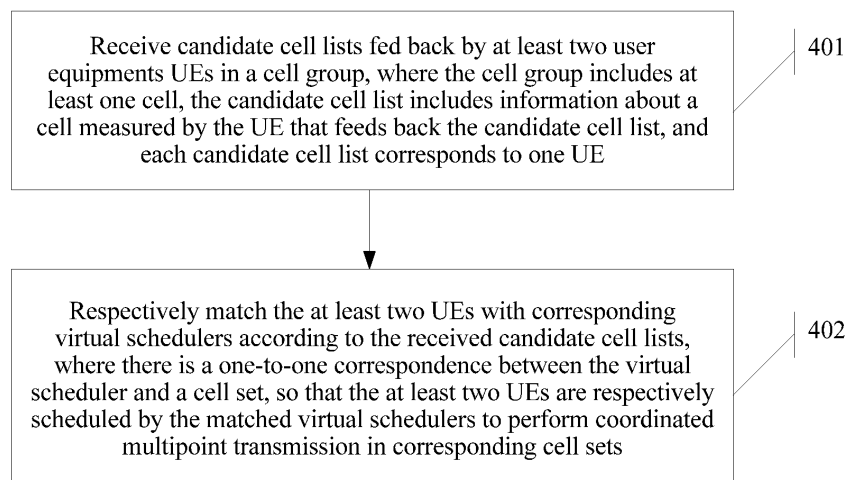 Receive candidate cell lists fed back by at least two user
equipments UEs in a cell group, where the cell group includes at
least one cell, the candidate cell list includes information about a
cell measured by the UE that feeds back the candidate cell list, and
each candidate cell list corresponds to one UE
401
Respectively match the at least two UEs with corresponding
virtual schedulers according to the received candidate cell lists,
where there is a one-to-one correspondence between the virtual
scheduler and a cell set, so that the at least two UEs are respectively
scheduled by the matched virtual schedulers to perform coordinated
multipoint transmission in corresponding cell sets
402